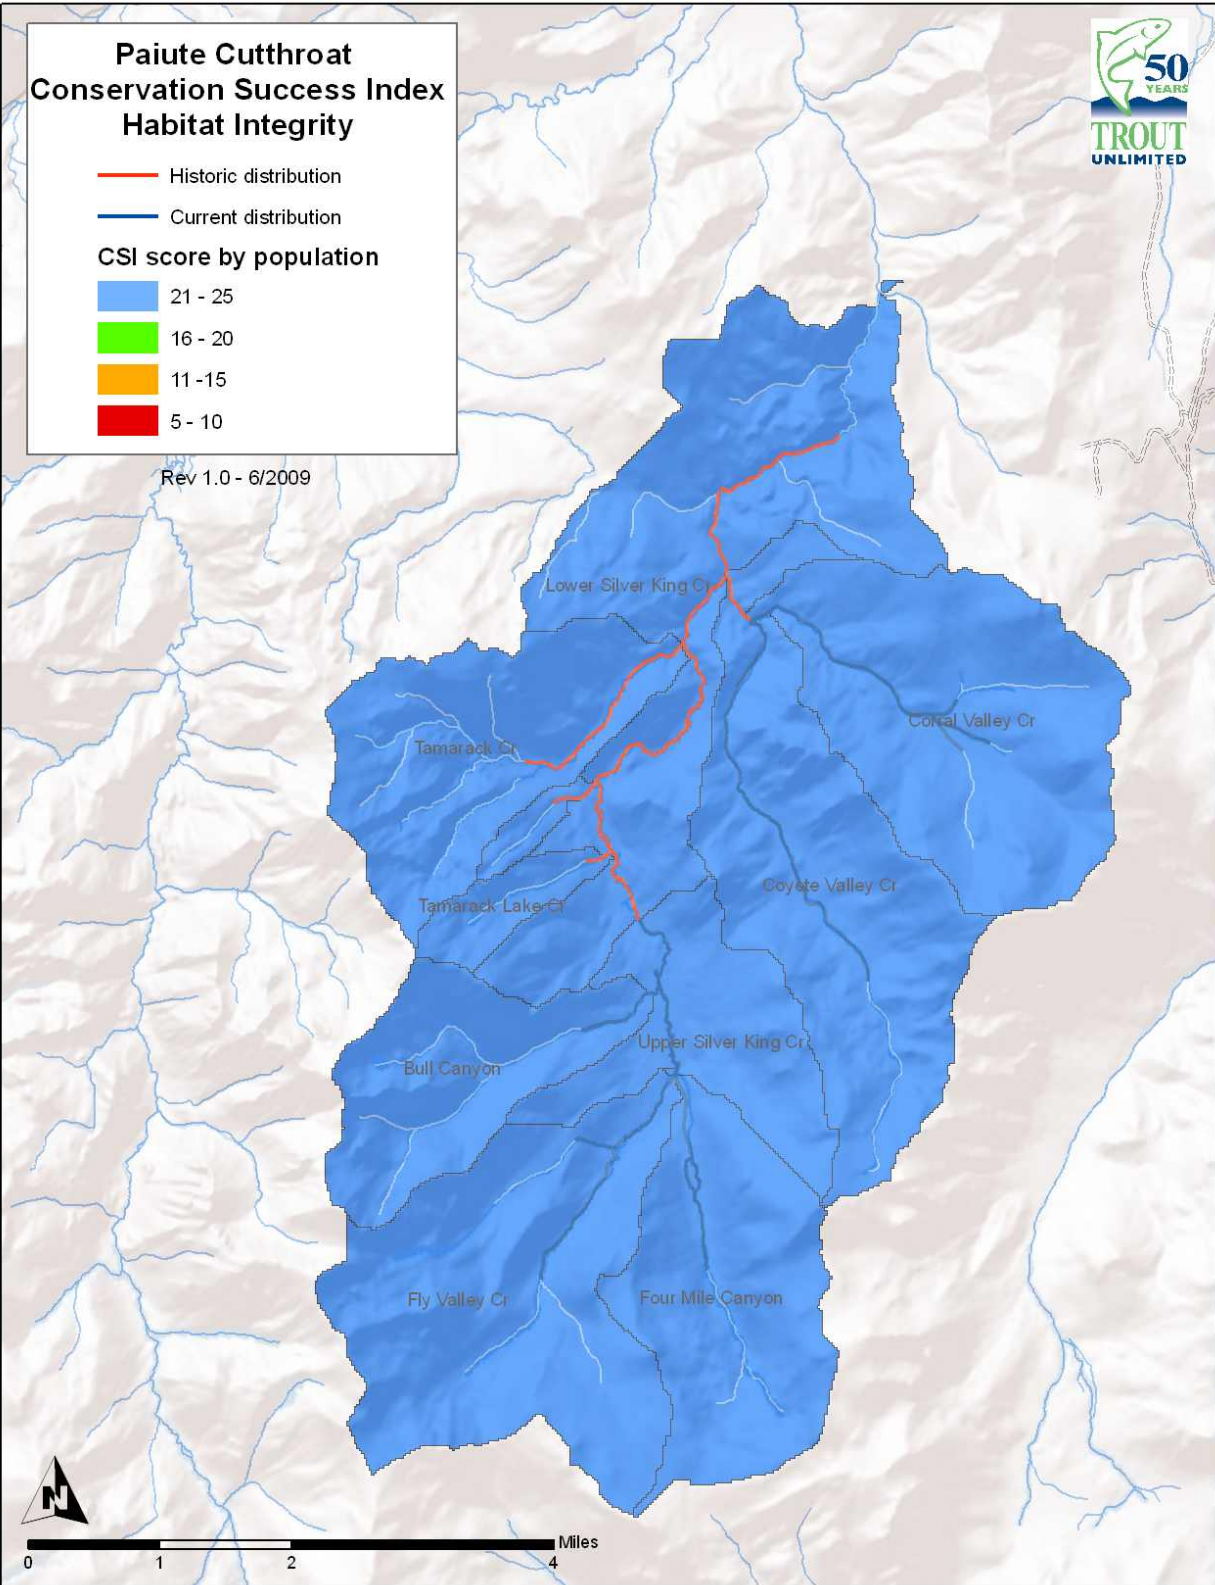 Paiute Cutthroat
Conservation Success Index
Habitat Integrity
Historic distribution
Current distribution
CSI score by population
21 - 25
16 - 20
11 -15
5 - 10
Rev 1.0 - 6/2009
50
YEARS
TROUT
UNLIMITED
Lower Silver King Cr
Corral Valley Cr
Tamarack Cr
Coyote Valley Cr
Tamarack Lake Cr
Upper Silver King Cr
Bull Canyon
Fly Valley Cr
Four Mile Canyon
N
Miles
0 1 2 4